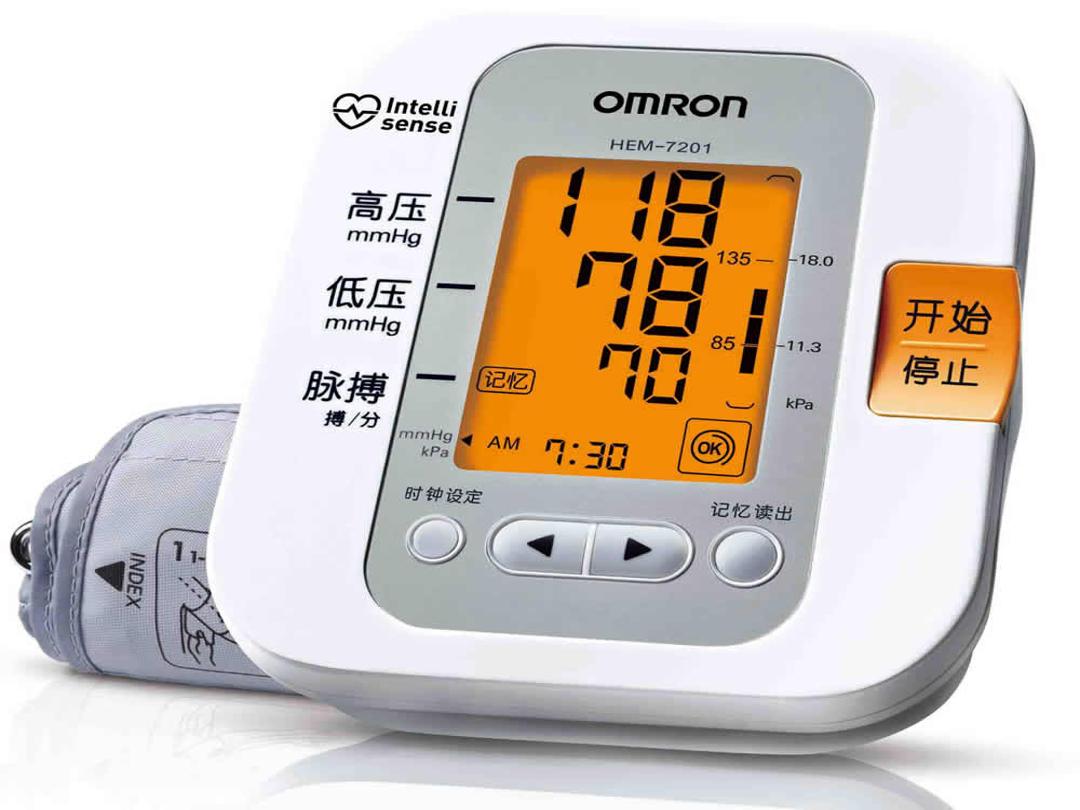 Intelli
sense
OMRON
HEM-7201
高压
mmHg
118
135
18.0
低压
mmHg
78
85
11.3
脉搏
搏/分
70
记忆
kPa
mmHg
kPa
AM 7:30
OK
时钟设定
记忆读出
开始
停止
INDEX
1